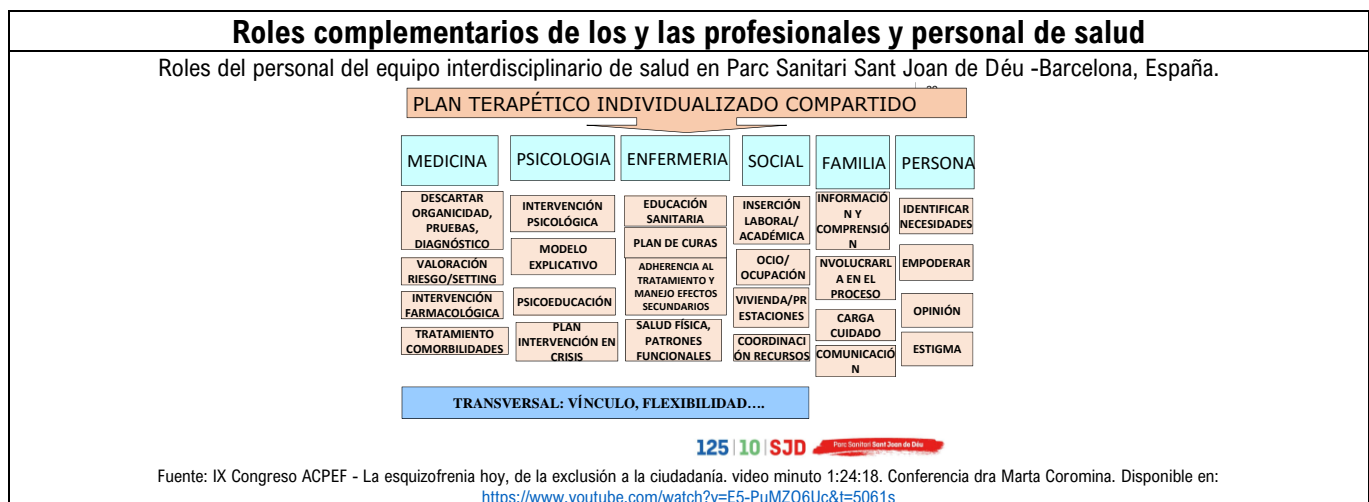 Roles complementarios de los y las profesionales y personal de salud
Roles del personal del equipo interdisciplinario de salud en Parc Sanitari Sant Joan de Déu -Barcelona, España.
PLAN TERAPÉTICO INDIVIDUALIZADO COMPARTIDO
MEDICINA
DESCARTAR
ORGANICIDAD,
PRUEBAS,
DIAGNÓSTICO
VALORACIÓN
RIESGO/SETTING
INTERVENCIÓN
FARMACOLÓGICA
TRATAMIENTO
COMORBILIDADES
PSICOLOGIA
INTERVENCIÓN
PSICOLÓGICA
MODELO
EXPLICATIVO
PSICOEDUCACIÓN
PLAN
INTERVENCIÓN EN
CRISIS
ENFERMERIA
EDUCACIÓN
SANITARIA
PLAN DE CURAS
ADHERENCIA AL
TRATAMIENTO Y
MANEJO EFECTOS
SECUNDARIOS
SALUD FÍSICA,
PATRONES
FUNCIONALES
SOCIAL
INSERCIÓN
LABORAL/
ACADÉMICA
OCIO/
OCUPACIÓN
VIVIENDA/PR
ESTACIONES
COORDINACI
ÓN RECURSOS
FAMILIA
INFORMACIÓ
N Y
COMPRENSIÓ
N
NVOLUCRARL
A EN EL
PROCESO
CARGA
CUIDADO
COMUNICACIÓ
N
PERSONA
IDENTIFICAR
NECESIDADES
EMPODERAR
OPINIÓN
ESTIGMA
TRANSVERSAL: VÍNCULO, FLEXIBILIDAD….
125 | 10 | SJD Parc Sanitari Sant Joan de Déu
Fuente: IX Congreso ACPEF - La esquizofrenia hoy, de la exclusión a la ciudadanía. video minuto 1:24:18. Conferencia dra Marta Coromina. Disponible en:
https://www.youtube.com/watch?v=E5-PuMZO6Uc&t=5061s